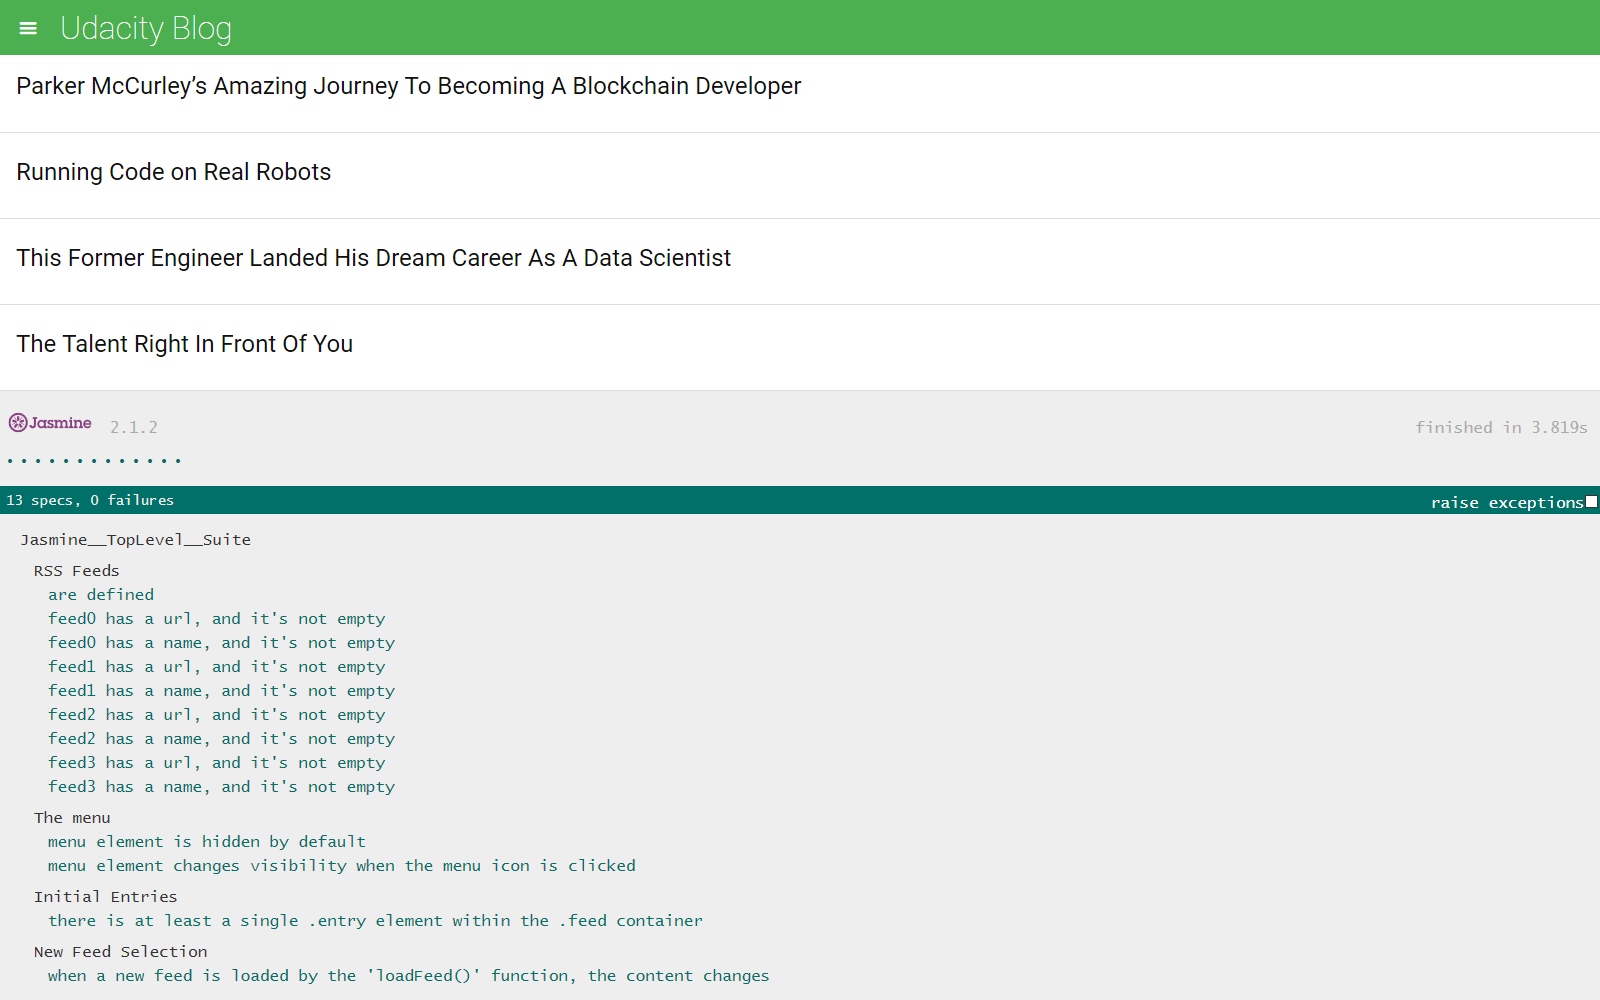 Udacity Blog
Parker McCurley’s Amazing Journey To Becoming A Blockchain Developer
Running Code on Real Robots
This Former Engineer Landed His Dream Career As A Data Scientist
The Talent Right In Front Of You
Jasmine 2.1.2 finished in 3.819s
13 specs, 0 failures raise exceptions
Jasmine__TopLevel__Suite
RSS Feeds
are defined
feed0 has a url, and it's not empty
feed0 has a name, and it's not empty
feed1 has a url, and it's not empty
feed1 has a name, and it's not empty
feed2 has a url, and it's not empty
feed2 has a name, and it's not empty
feed3 has a url, and it's not empty
feed3 has a name, and it's not empty
The menu
menu element is hidden by default
menu element changes visibility when the menu icon is clicked
Initial Entries
there is at least a single .entry element within the .feed container
New Feed Selection
when a new feed is loaded by the 'loadFeed()' function, the content changes